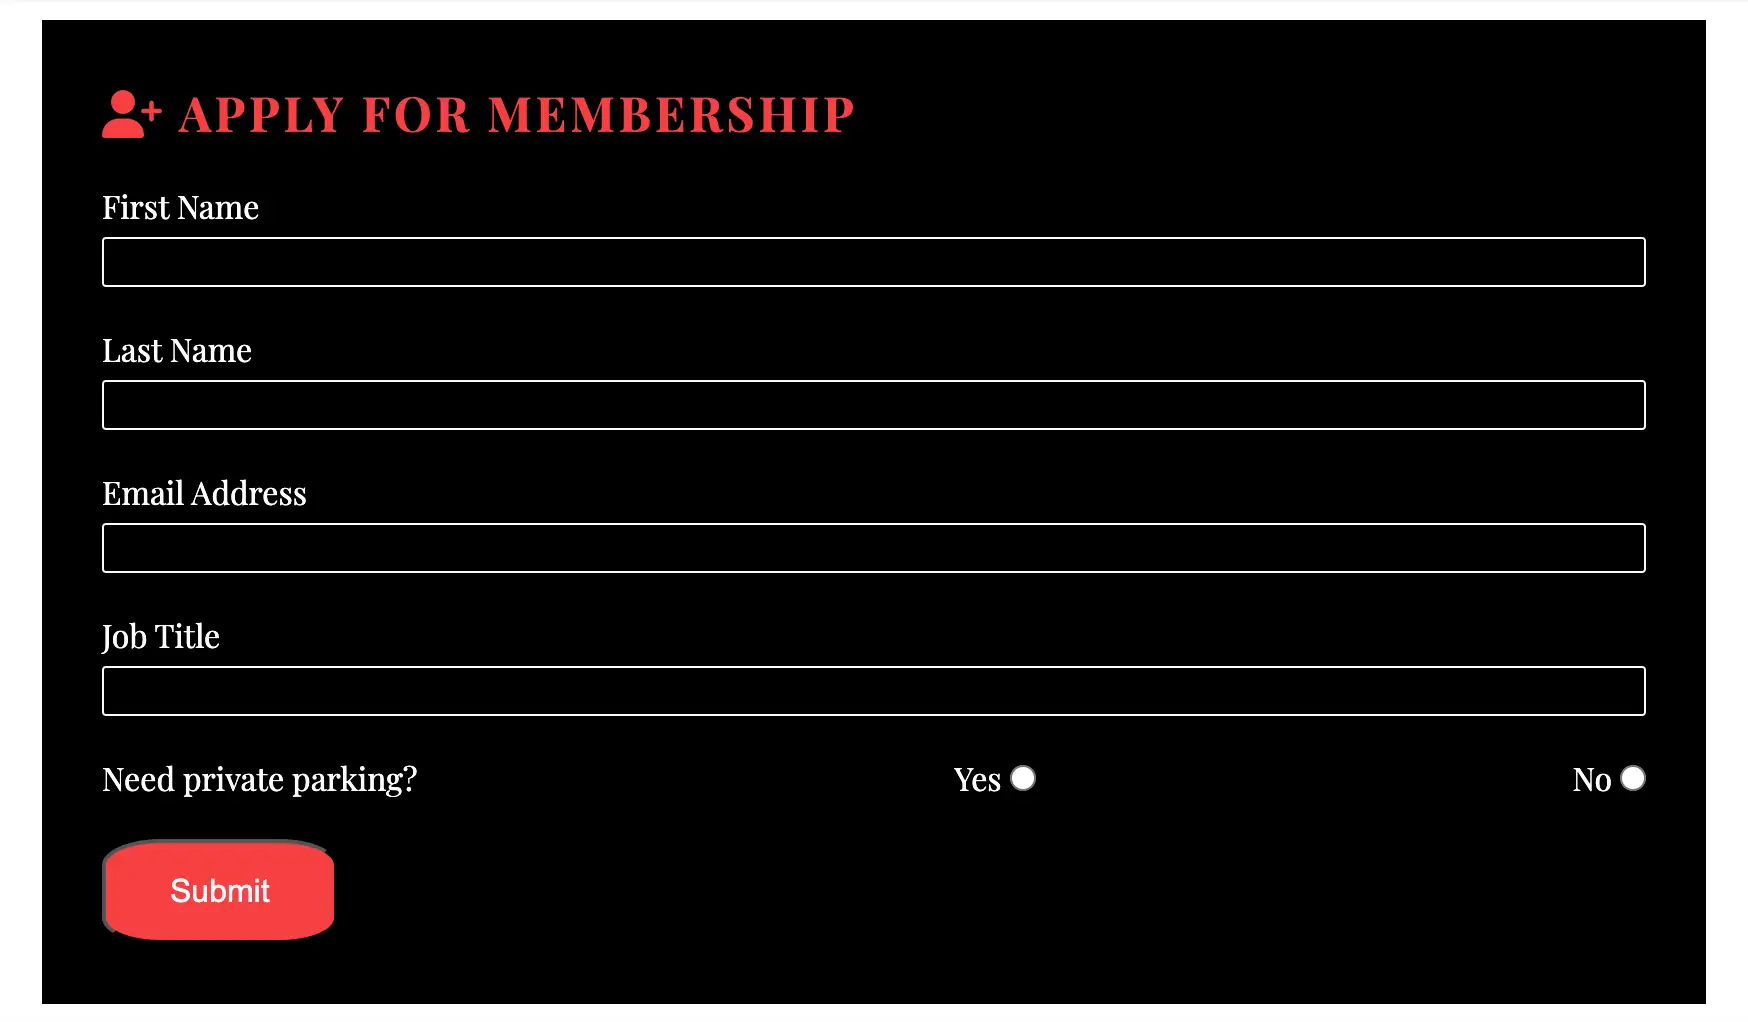 APPLY FOR MEMBERSHIP
First Name
Last Name
Email Address
Job Title
Need private parking? Yes No
Submit